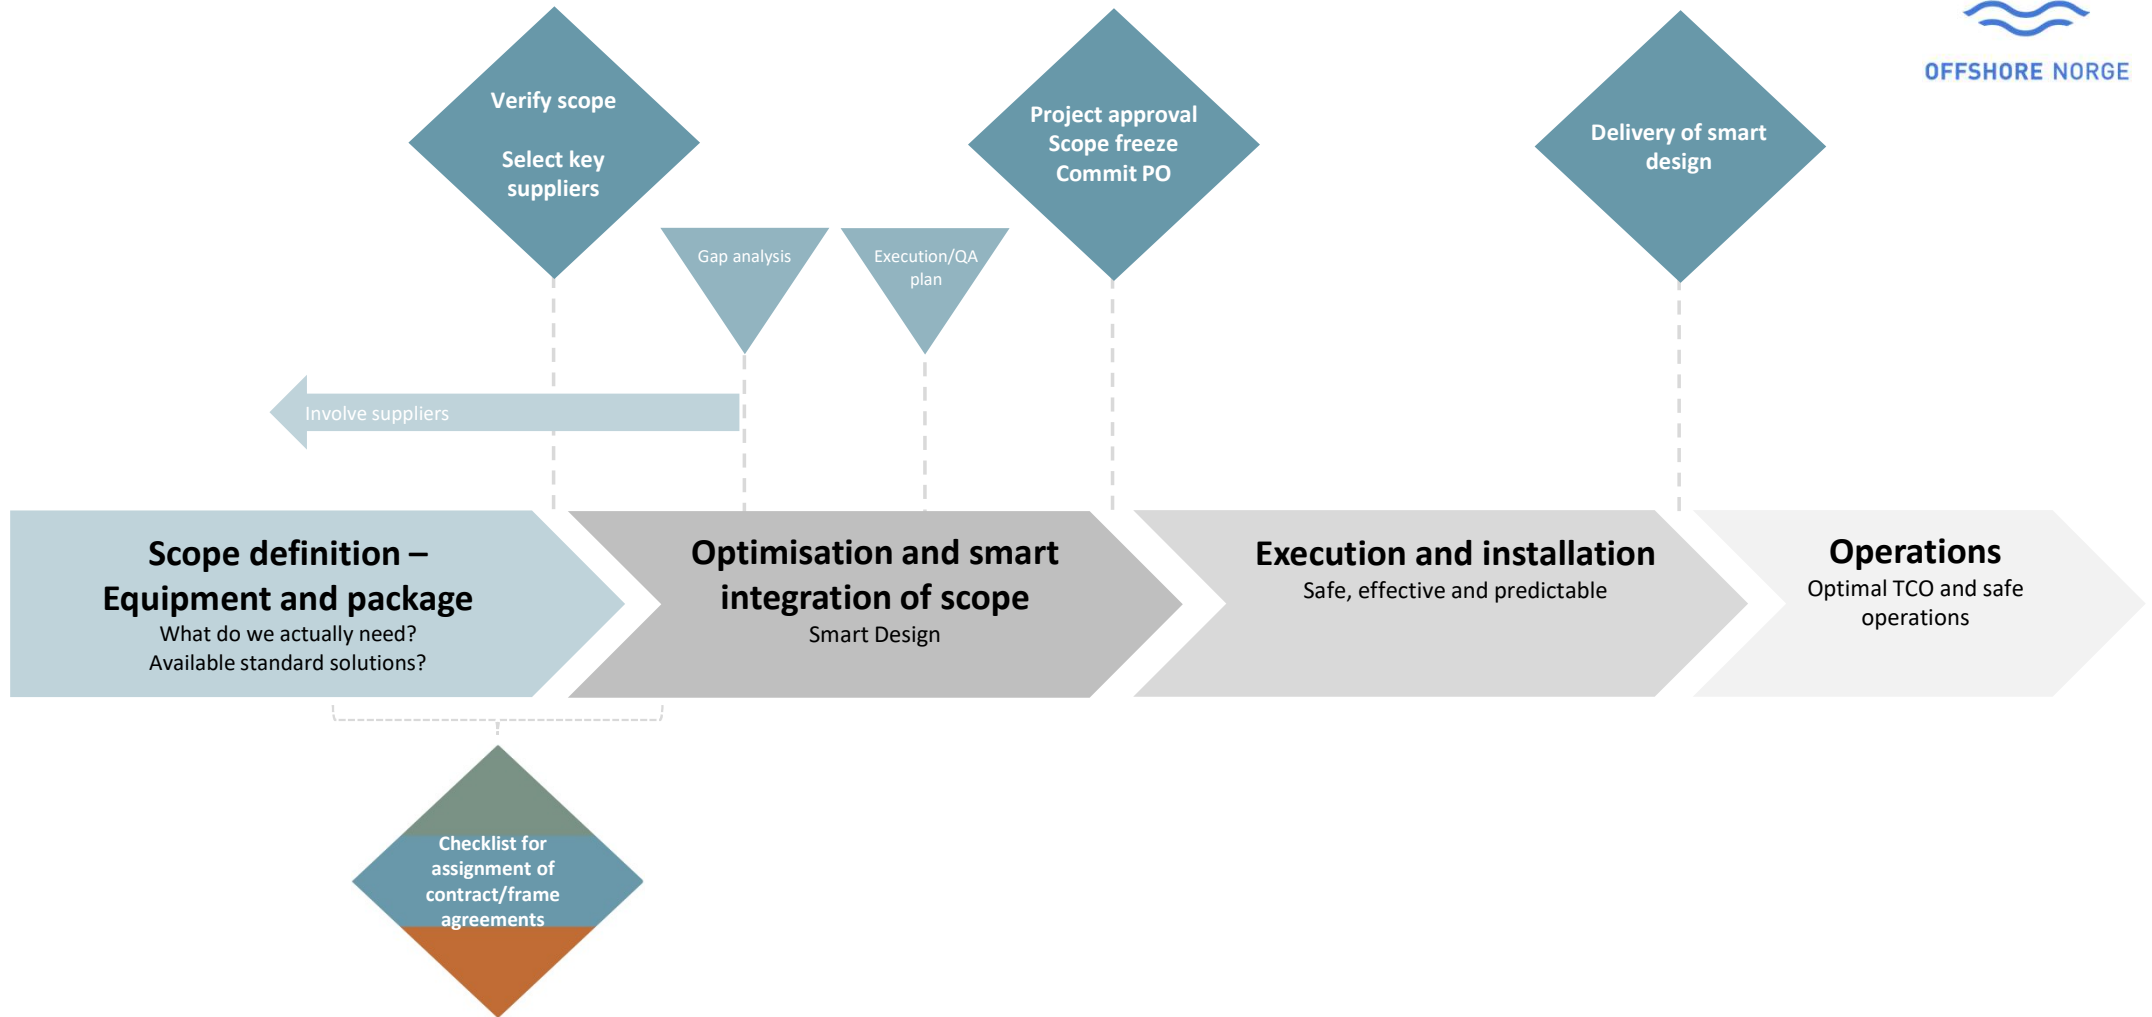 OFFSHORE NORGE
Verify scope
Select key
suppliers
Project approval
Scope freeze
Commit PO
Delivery of smart
design
Gap analysis
Execution/QA
plan
Involve suppliers
Scope definition –
Equipment and package
What do we actually need?
Available standard solutions?
Optimisation and smart
integration of scope
Smart Design
Execution and installation
Safe, effective and predictable
Operations
Optimal TCO and safe
operations
Checklist for
assignment of
contract/frame
agreements